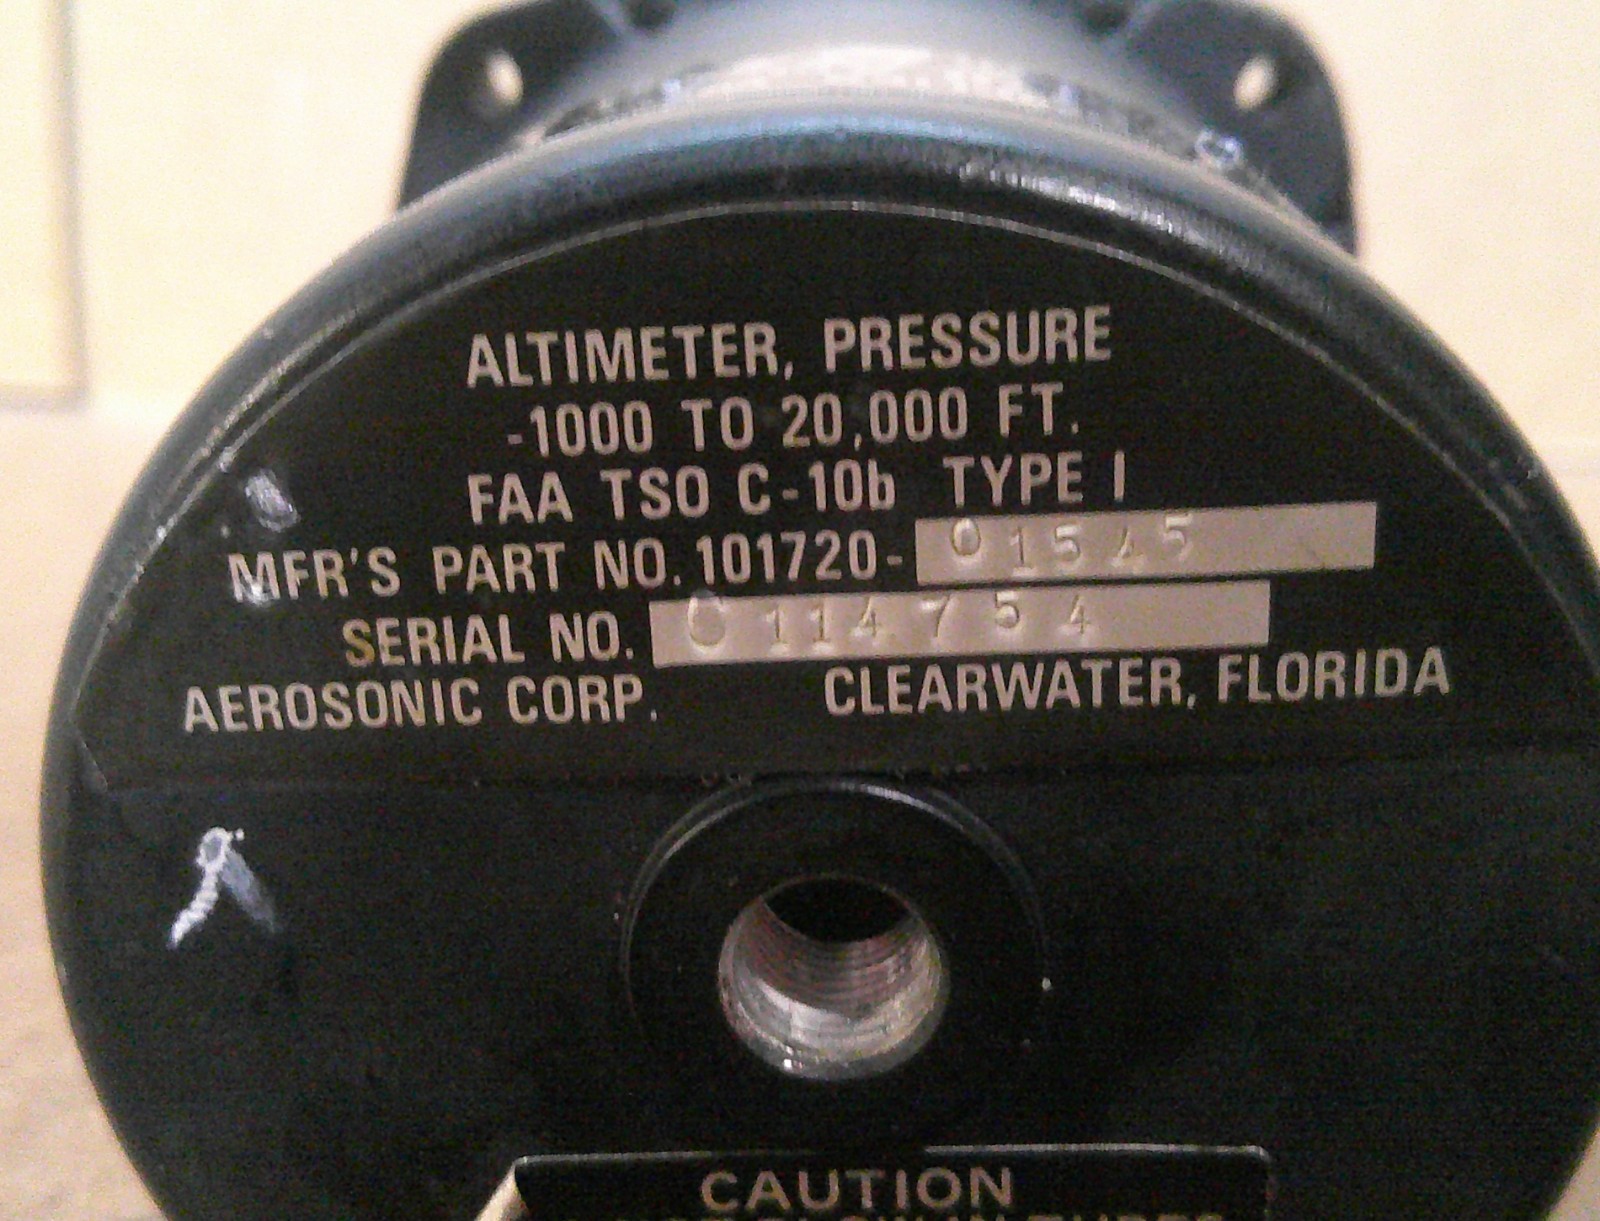 ALTIMETER, PRESSURE
-1000 TO 20,000 FT.
FAA TSO C-10b TYPE I
MFR'S PART NO. 101720- 01545
SERIAL NO. 0114754
AEROSONIC CORP. CLEARWATER, FLORIDA
CAUTION